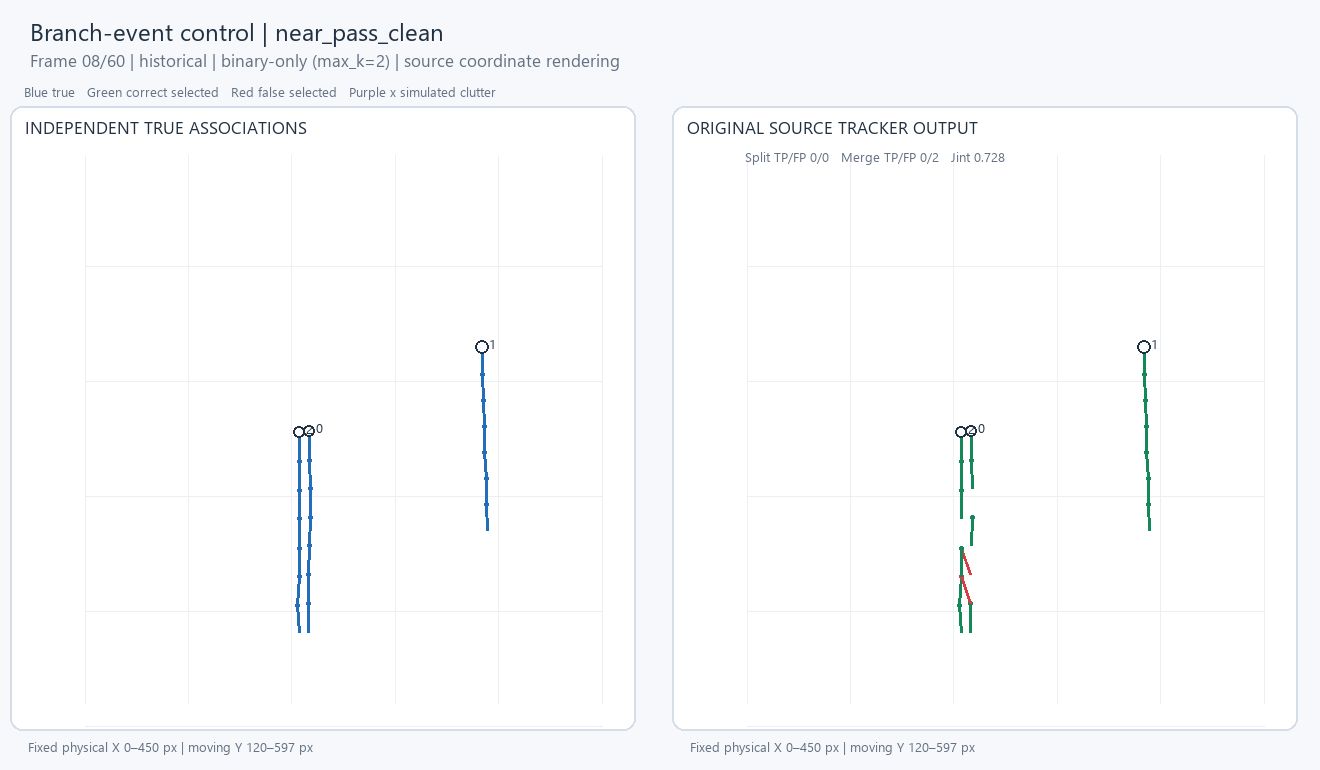 Branch-event control | near_pass_clean
Frame 08/60 | historical | binary-only (max_k=2) | source coordinate rendering
Blue true   Green correct selected   Red false selected   Purple x simulated clutter
INDEPENDENT TRUE ASSOCIATIONS
1
2 0
Fixed physical X 0–450 px | moving Y 120–597 px
ORIGINAL SOURCE TRACKER OUTPUT
Split TP/FP 0/0   Merge TP/FP 0/2   Jint 0.728
1
2 0
Fixed physical X 0–450 px | moving Y 120–597 px